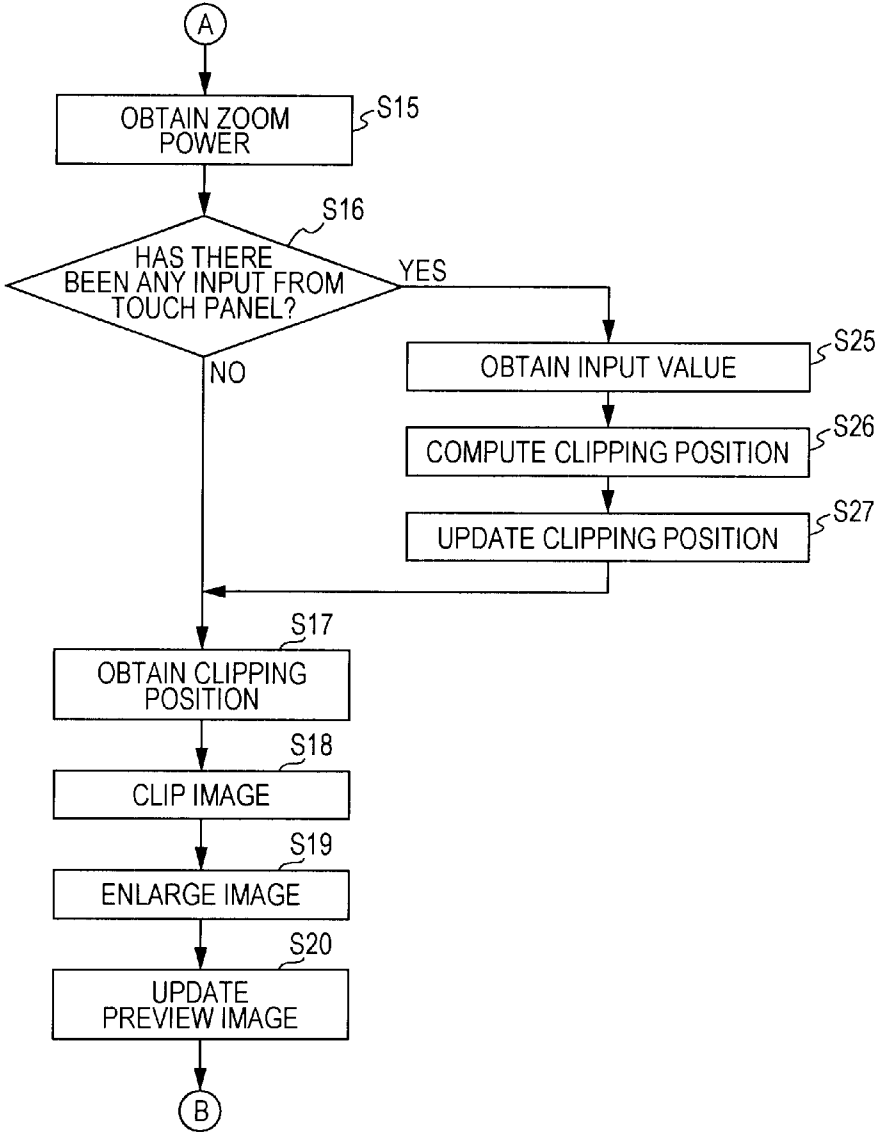 A
S15
OBTAIN ZOOM
POWER
S16
HAS THERE
BEEN ANY INPUT FROM
TOUCH PANEL?
YES
NO
S25
OBTAIN INPUT VALUE
S26
COMPUTE CLIPPING POSITION
S27
UPDATE CLIPPING POSITION
S17
OBTAIN CLIPPING
POSITION
S18
CLIP IMAGE
S19
ENLARGE IMAGE
S20
UPDATE
PREVIEW IMAGE
B